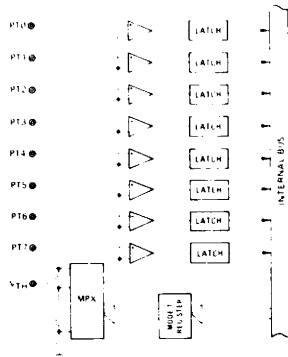 PT0 LATCH
PT1 LATCH
PT2 LATCH
PT3 LATCH
PT4 LATCH
PT5 LATCH
PT6 LATCH
PT7 LATCH
VTH
MPX
MODE T
REGISTER
INTERNAL BUS